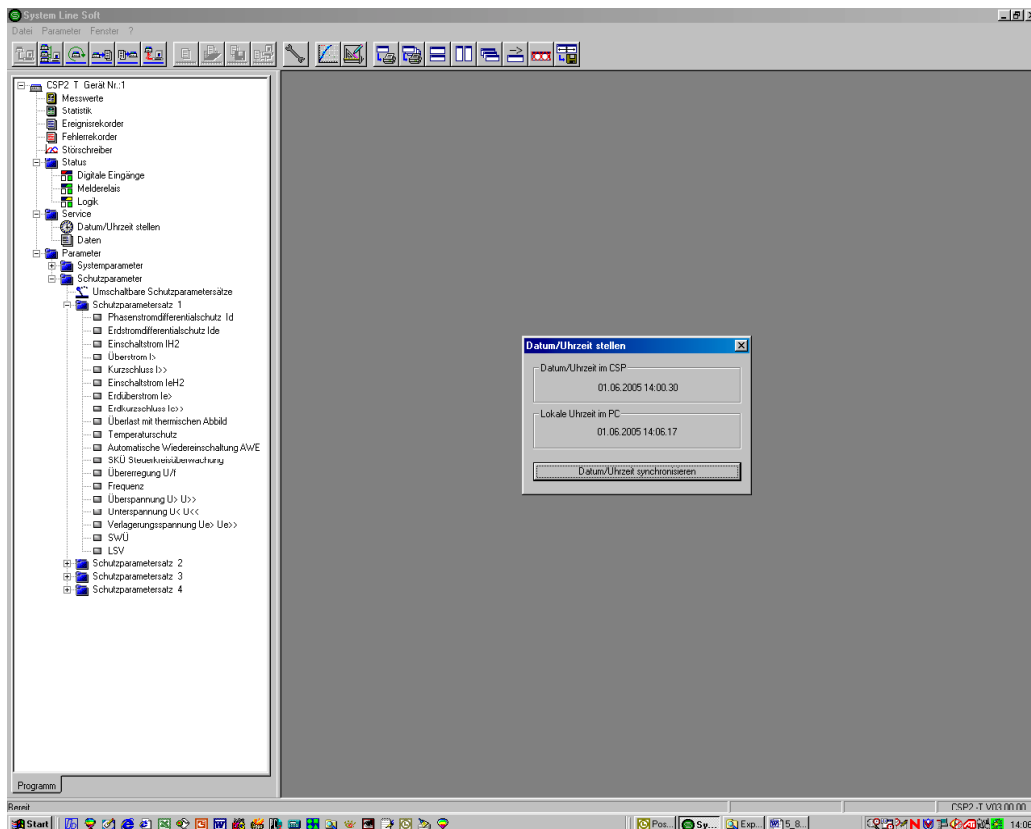 System Line Soft
Datei Parameter Fenster ?
CSP2 T Gerät Nr.:1
Messwerte
Statistik
Ereignisrekorder
Fehlerrekorder
Störschreiber
Status
Digitale Eingänge
Melderelais
Logik
Service
Datum/Uhrzeit stellen
Daten
Parameter
Systemparameter
Schutzparameter
Umschaltbare Schutzparametersätze
Schutzparametersatz 1
Phasenstromdifferentialschutz Id
Erdstromdifferentialschutz Ide
Einschaltstrom IH2
Überstrom I>
Kurzschluss I>>
Einschaltstrom IeH2
Erdüberstrom Ie>
Erdkurzschluss Ie>>
Überlast mit thermischen Abbild
Temperaturschutz
Automatische Wiedereinschaltung AWE
SKÜ Steuerkreisüberwachung
Übererregung U/f
Frequenz
Überspannung U> U>>
Unterspannung U< U<<
Verlagerungsspannung Ue> Ue>>
SWÜ
LSV
Schutzparametersatz 2
Schutzparametersatz 3
Schutzparametersatz 4
Programm
Datum/Uhrzeit stellen
Datum/Uhrzeit im CSP
01.06.2005 14:00.30
Lokale Uhrzeit im PC
01.06.2005 14:06.17
Datum/Uhrzeit synchronisieren
Bereit
CSP2 -T V03.00.00
Start
Pos...
Sy...
Exp...
15_8...
14:06